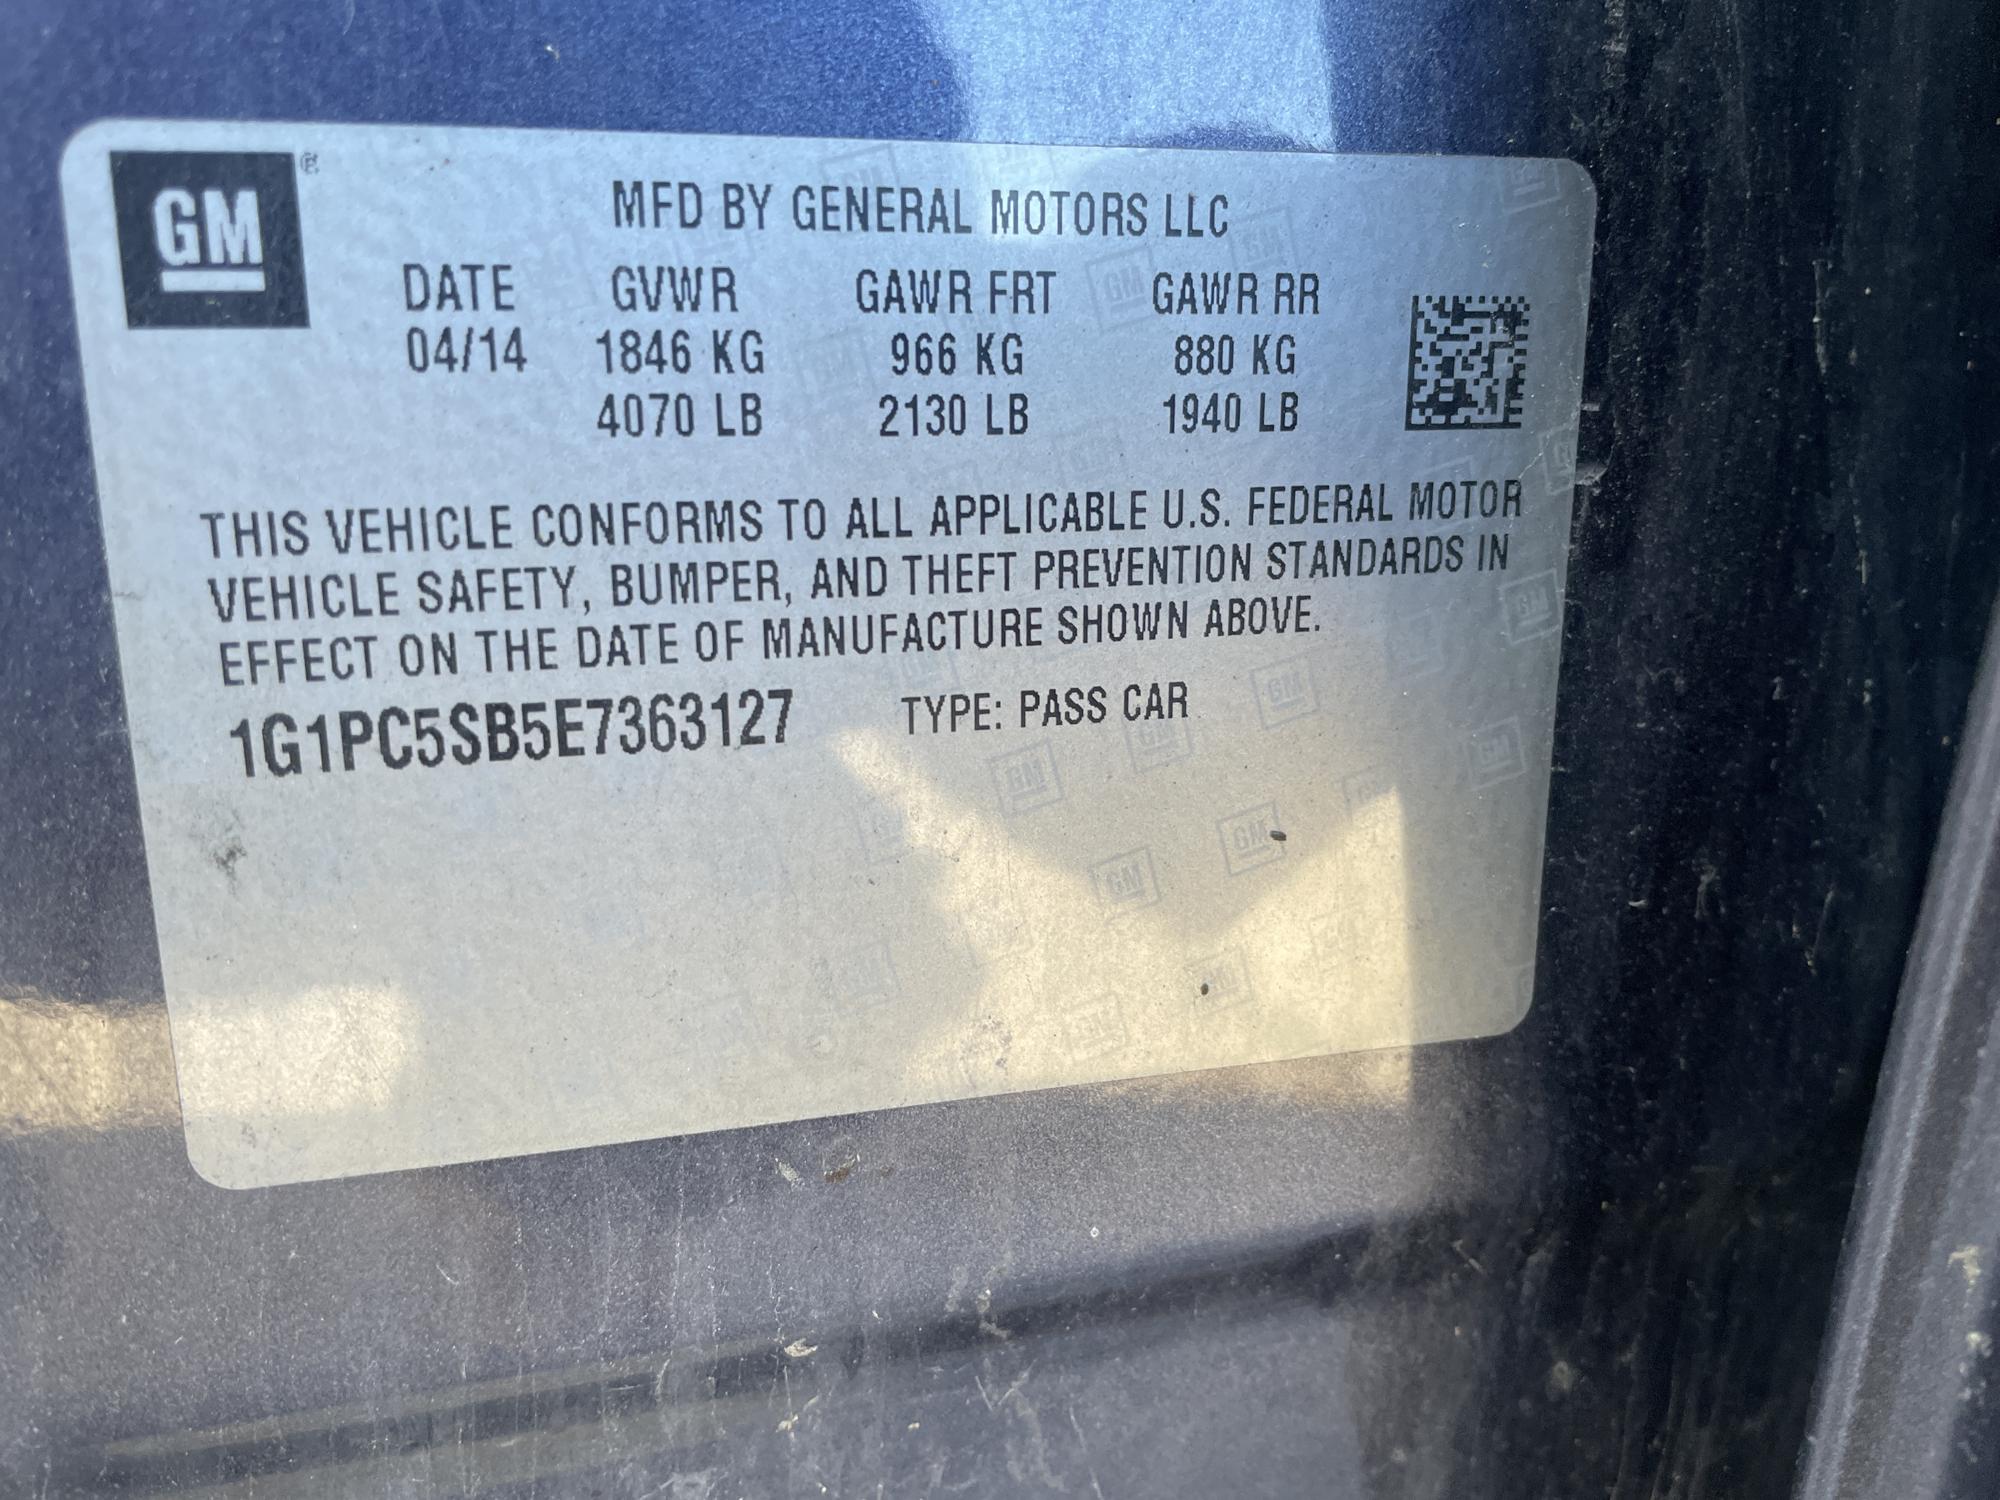 GM®
MFD BY GENERAL MOTORS LLC
DATE GVWR GAWR FRT GAWR RR
04/14 1846 KG 966 KG 880 KG
4070 LB 2130 LB 1940 LB
THIS VEHICLE CONFORMS TO ALL APPLICABLE U.S. FEDERAL MOTOR
VEHICLE SAFETY, BUMPER, AND THEFT PREVENTION STANDARDS IN
EFFECT ON THE DATE OF MANUFACTURE SHOWN ABOVE.
1G1PC5SB5E7363127 TYPE: PASS CAR